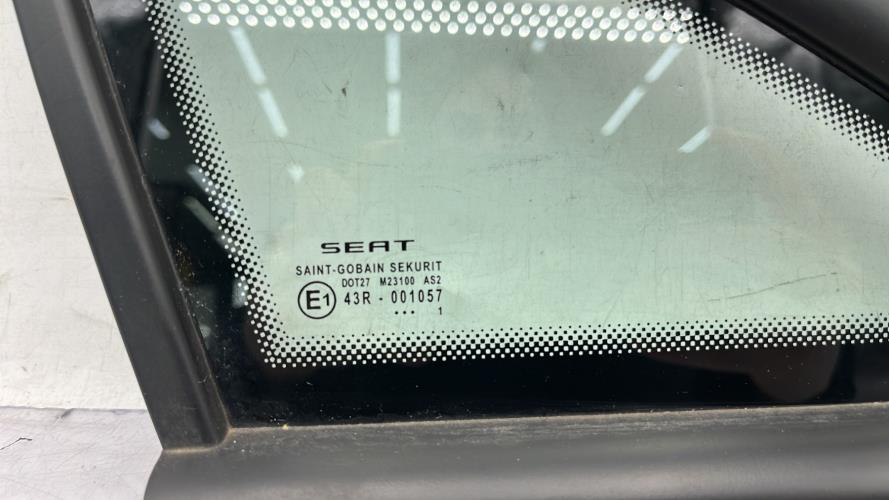 SEAT
SAINT-GOBAIN SEKURIT
DOT27 M23100 AS2
E1 43R - 001057
... 1